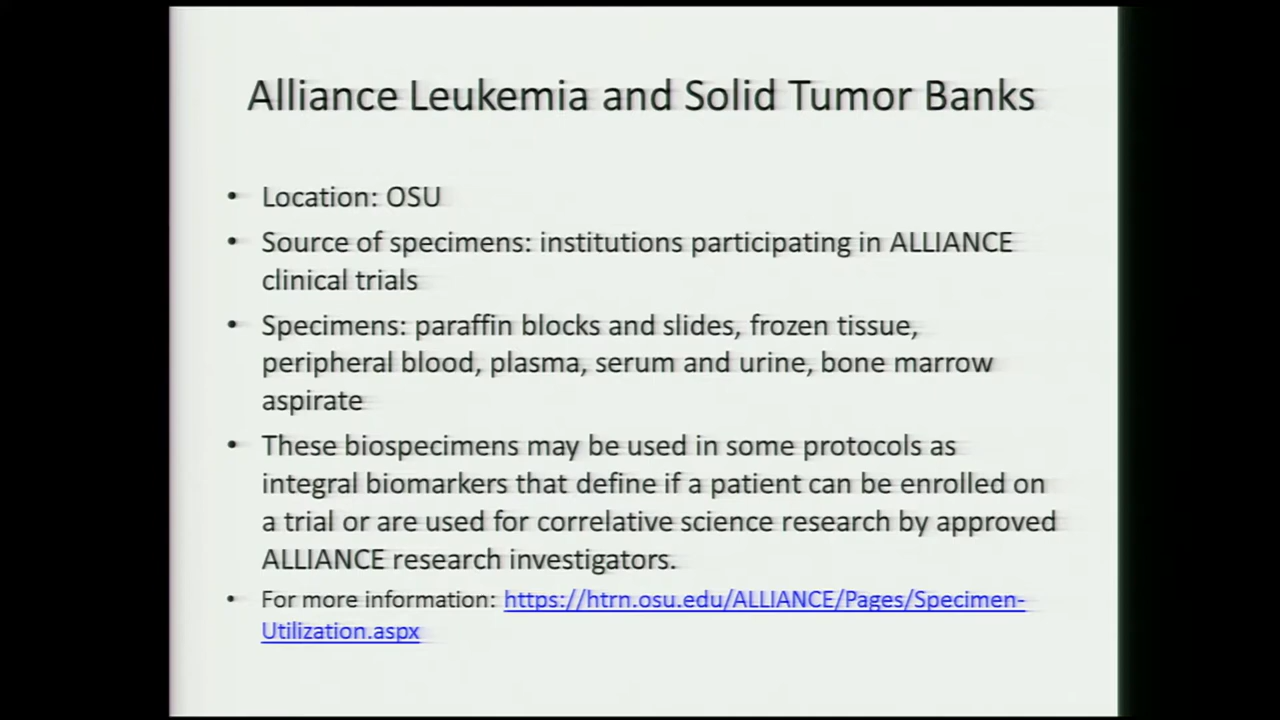 Alliance Leukemia and Solid Tumor Banks
• Location: OSU
• Source of specimens: institutions participating in ALLIANCE
clinical trials
• Specimens: paraffin blocks and slides, frozen tissue,
peripheral blood, plasma, serum and urine, bone marrow
aspirate
• These biospecimens may be used in some protocols as
integral biomarkers that define if a patient can be enrolled on
a trial or are used for correlative science research by approved
ALLIANCE research investigators.
• For more information: https://htrn.osu.edu/ALLIANCE/Pages/Specimen-
Utilization.aspx